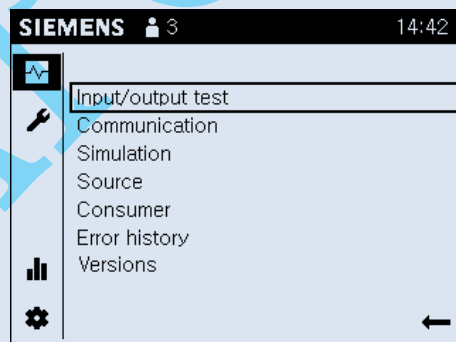 SIEMENS 3 14:42
Input/output test
Communication
Simulation
Source
Consumer
Error history
Versions